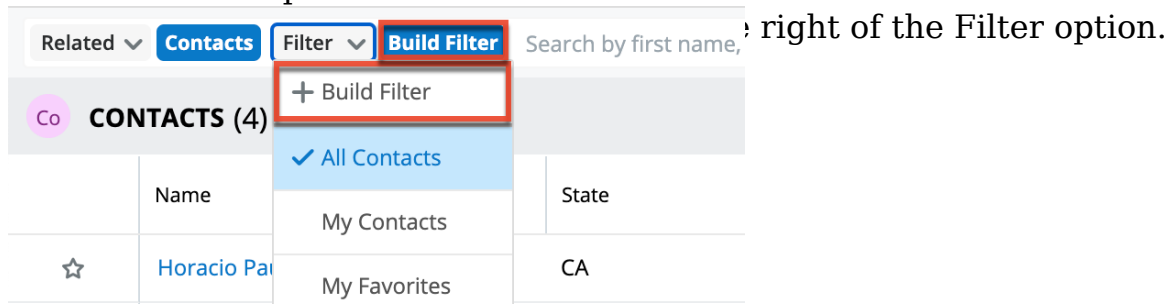 right of the Filter option.
Related Contacts Filter Build Filter Search by first name,
+ Build Filter
Co CONTACTS (4)
All Contacts
Name State
My Contacts
Horacio CA
My Favorites